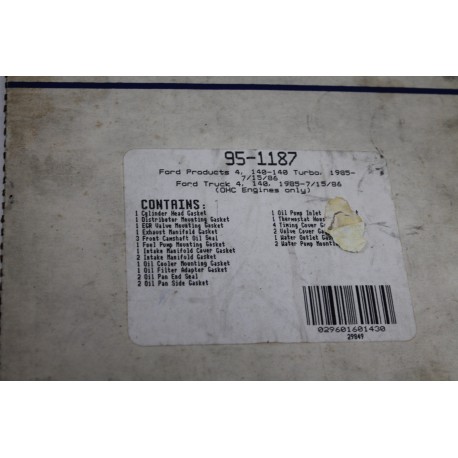 95-1187
Ford Products 4, 140-140 Turbo, 1985-
7/15/86
Ford Truck 4, 140, 1985-7/15/86
(OHC Engines only)
CONTAINS:
1 Cylinder Head Gasket
1 Distributor Mounting Gasket
1 EGR Valve Mounting Gasket
1 Exhaust Manifold Gasket
3 Front Camshaft Oil Seal
1 Fuel Pump Mounting Gasket
1 Intake Manifold Cover Gasket
2 Intake Manifold Gasket
1 Oil Cooler Mounting Gasket
1 Oil Filter Adapter Gasket
2 Oil Pan End Seal
2 Oil Pan Side Gasket
1 Oil Pump Inlet
1 Thermostat
4 Timing Cover
2 Valve Cover
1 Water Outlet
2 Water Pump
029601601430
29849